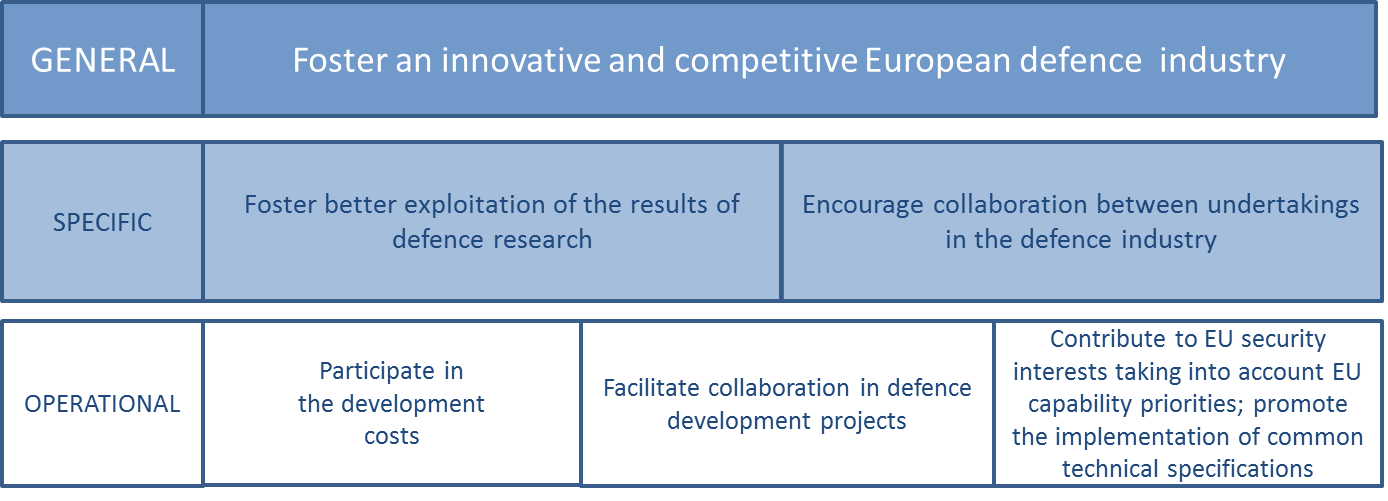 GENERAL
Foster an innovative and competitive European defence industry
SPECIFIC
Foster better exploitation of the results of
defence research
Encourage collaboration between undertakings
in the defence industry
OPERATIONAL
Participate in
the development
costs
Facilitate collaboration in defence
development projects
Contribute to EU security
interests taking into account EU
capability priorities; promote
the implementation of common
technical specifications